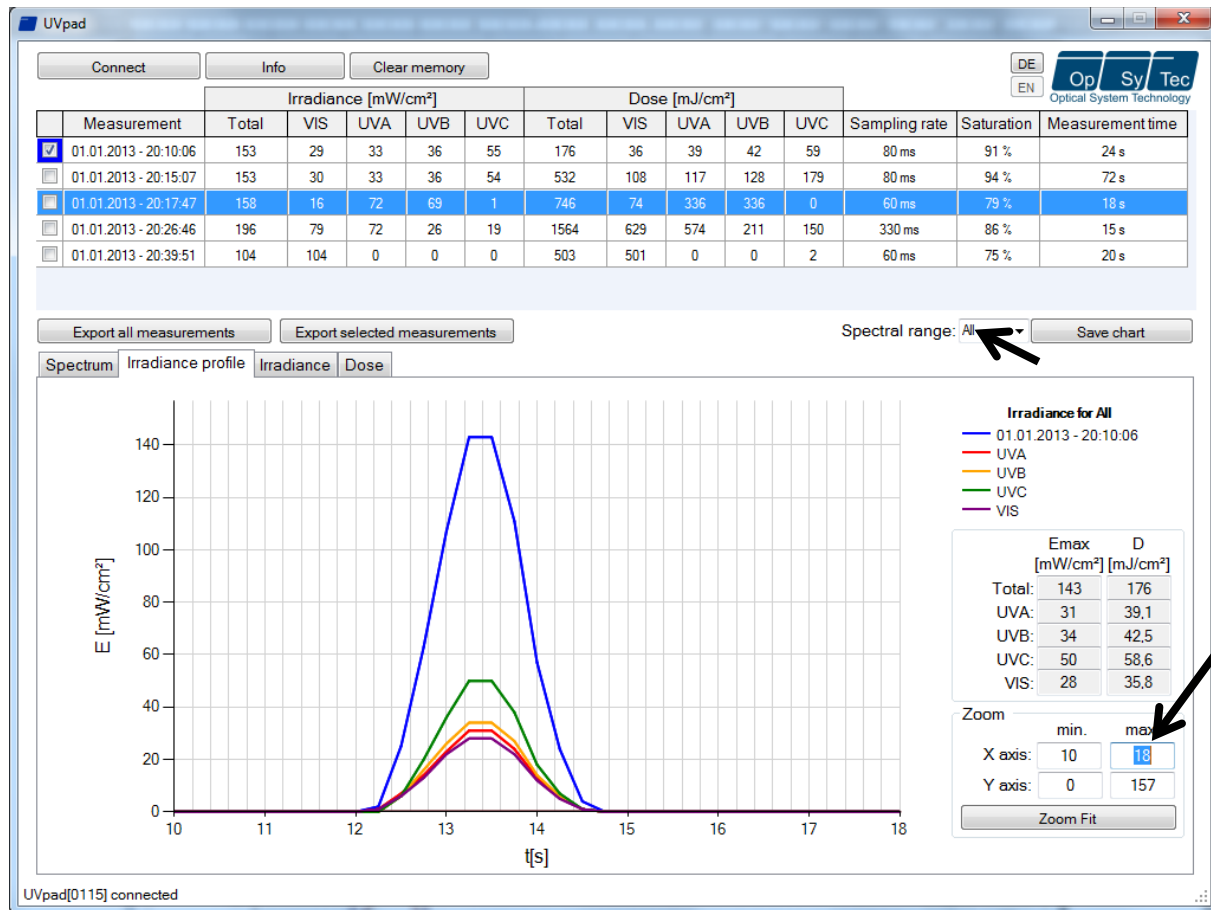 UVpad
Connect Info Clear memory DE
EN
Op Sy Tec
Optical System Technology
Irradiance [mW/cm²] Dose [mJ/cm²]
Measurement Total VIS UVA UVB UVC Total VIS UVA UVB UVC Sampling rate Saturation Measurement time
01.01.2013 - 20:10:06 153 29 33 36 55 176 36 39 42 59 80 ms 91 % 24 s
01.01.2013 - 20:15:07 153 30 33 36 54 532 108 117 128 179 80 ms 94 % 72 s
01.01.2013 - 20:17:47 158 16 72 69 1 746 74 336 336 0 60 ms 79 % 18 s
01.01.2013 - 20:26:46 196 79 72 26 19 1564 629 574 211 150 330 ms 86 % 15 s
01.01.2013 - 20:39:51 104 104 0 0 0 503 501 0 0 2 60 ms 75 % 20 s
Export all measurements Export selected measurements Spectral range: All Save chart
Spectrum Irradiance profile Irradiance Dose
E [mW/cm²]
140
120
100
80
60
40
20
0
10 11 12 13 14 15 16 17 18
t[s]
Irradiance for All
01.01.2013 - 20:10:06
UVA
UVB
UVC
VIS
Emax D
[mW/cm²] [mJ/cm²]
Total: 143 176
UVA: 31 39,1
UVB: 34 42,5
UVC: 50 58,6
VIS: 28 35,8
Zoom
min. max.
X axis: 10 18
Y axis: 0 157
Zoom Fit
UVpad[0115] connected